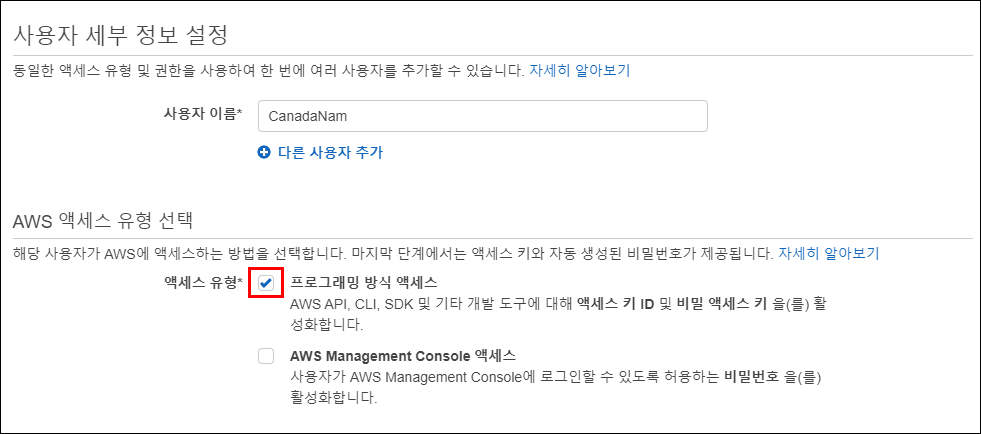 사용자 세부 정보 설정
동일한 액세스 유형 및 권한을 사용하여 한 번에 여러 사용자를 추가할 수 있습니다. 자세히 알아보기
사용자 이름* CanadaNam
다른 사용자 추가
AWS 액세스 유형 선택
해당 사용자가 AWS에 액세스하는 방법을 선택합니다. 마지막 단계에서는 액세스 키와 자동 생성된 비밀번호가 제공됩니다. 자세히 알아보기
액세스 유형* 프로그래밍 방식 액세스
AWS API, CLI, SDK 및 기타 개발 도구에 대해 액세스 키 ID 및 비밀 액세스 키 을(를) 활
성화합니다.
AWS Management Console 액세스
사용자가 AWS Management Console에 로그인할 수 있도록 허용하는 비밀번호 을(를)
활성화합니다.